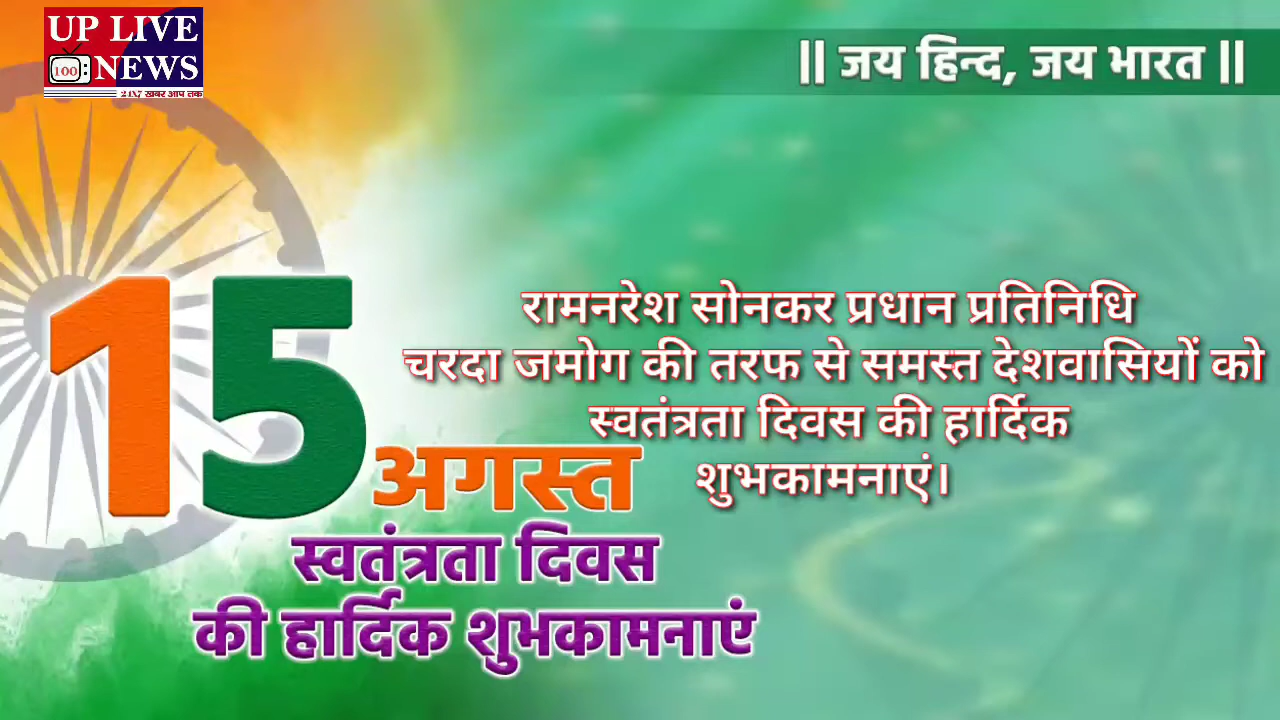 UP LIVE
NEWS
100
24X7 खबर आप तक
|| जय हिन्द, जय भारत ||
रामनरेश सोनकर प्रधान प्रतिनिधि
चरदा जमोग की तरफ से समस्त देशवासियों को
स्वतंत्रता दिवस की हार्दिक
शुभकामनाएं।
15 अगस्त
स्वतंत्रता दिवस
की हार्दिक शुभकामनाएं